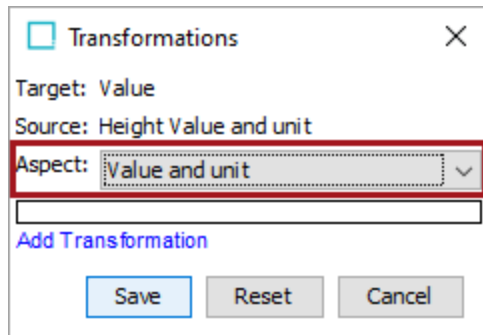 Transformations
Target: Value
Source: Height Value and unit
Aspect: Value and unit
Add Transformation
Save Reset Cancel